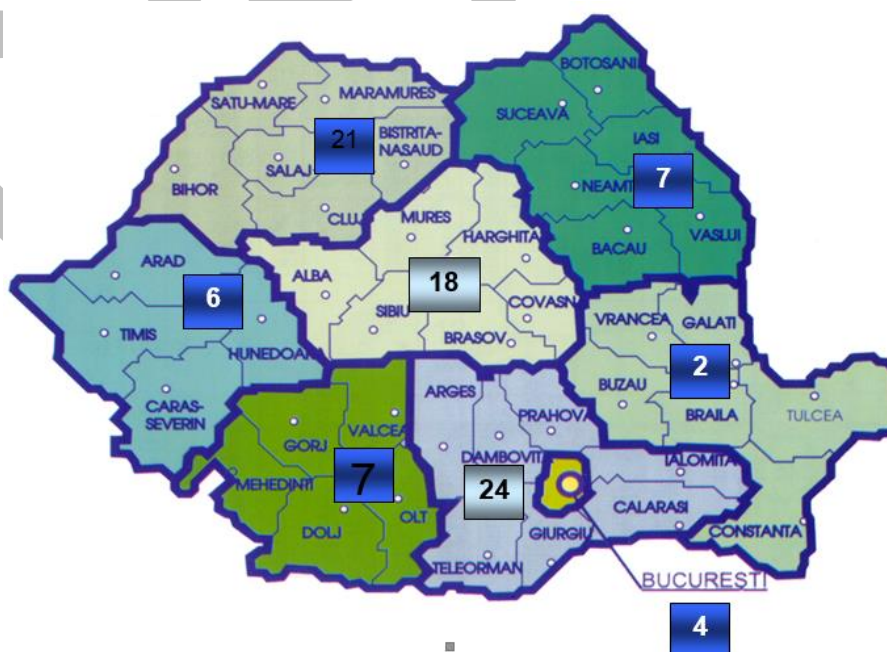 BOTOSANI
SUCEAVA
MARAMURES
SATU-MARE
BISTRITA-
NASAUD
21
SALAJ
BIHOR
CLUJ
IASI
7
NEAMT
VASLUI
BACAU
MURES
HARGHITA
ALBA
18
COVASN
SIBIU
BRASOV
ARAD
6
TIMIS
HUNEDOARA
CARAS-
SEVERIN
VRANCEA
GALATI
2
BUZAU
BRAILA
TULCEA
CONSTANTA
VALCEA
GORJ
7
MEHEDINTI
OLT
DOLJ
ARGES
PRAHOVA
DAMBOVITA
24
IALOMITA
CALARASI
GIURGIU
TELEORMAN
BUCURESTI
4